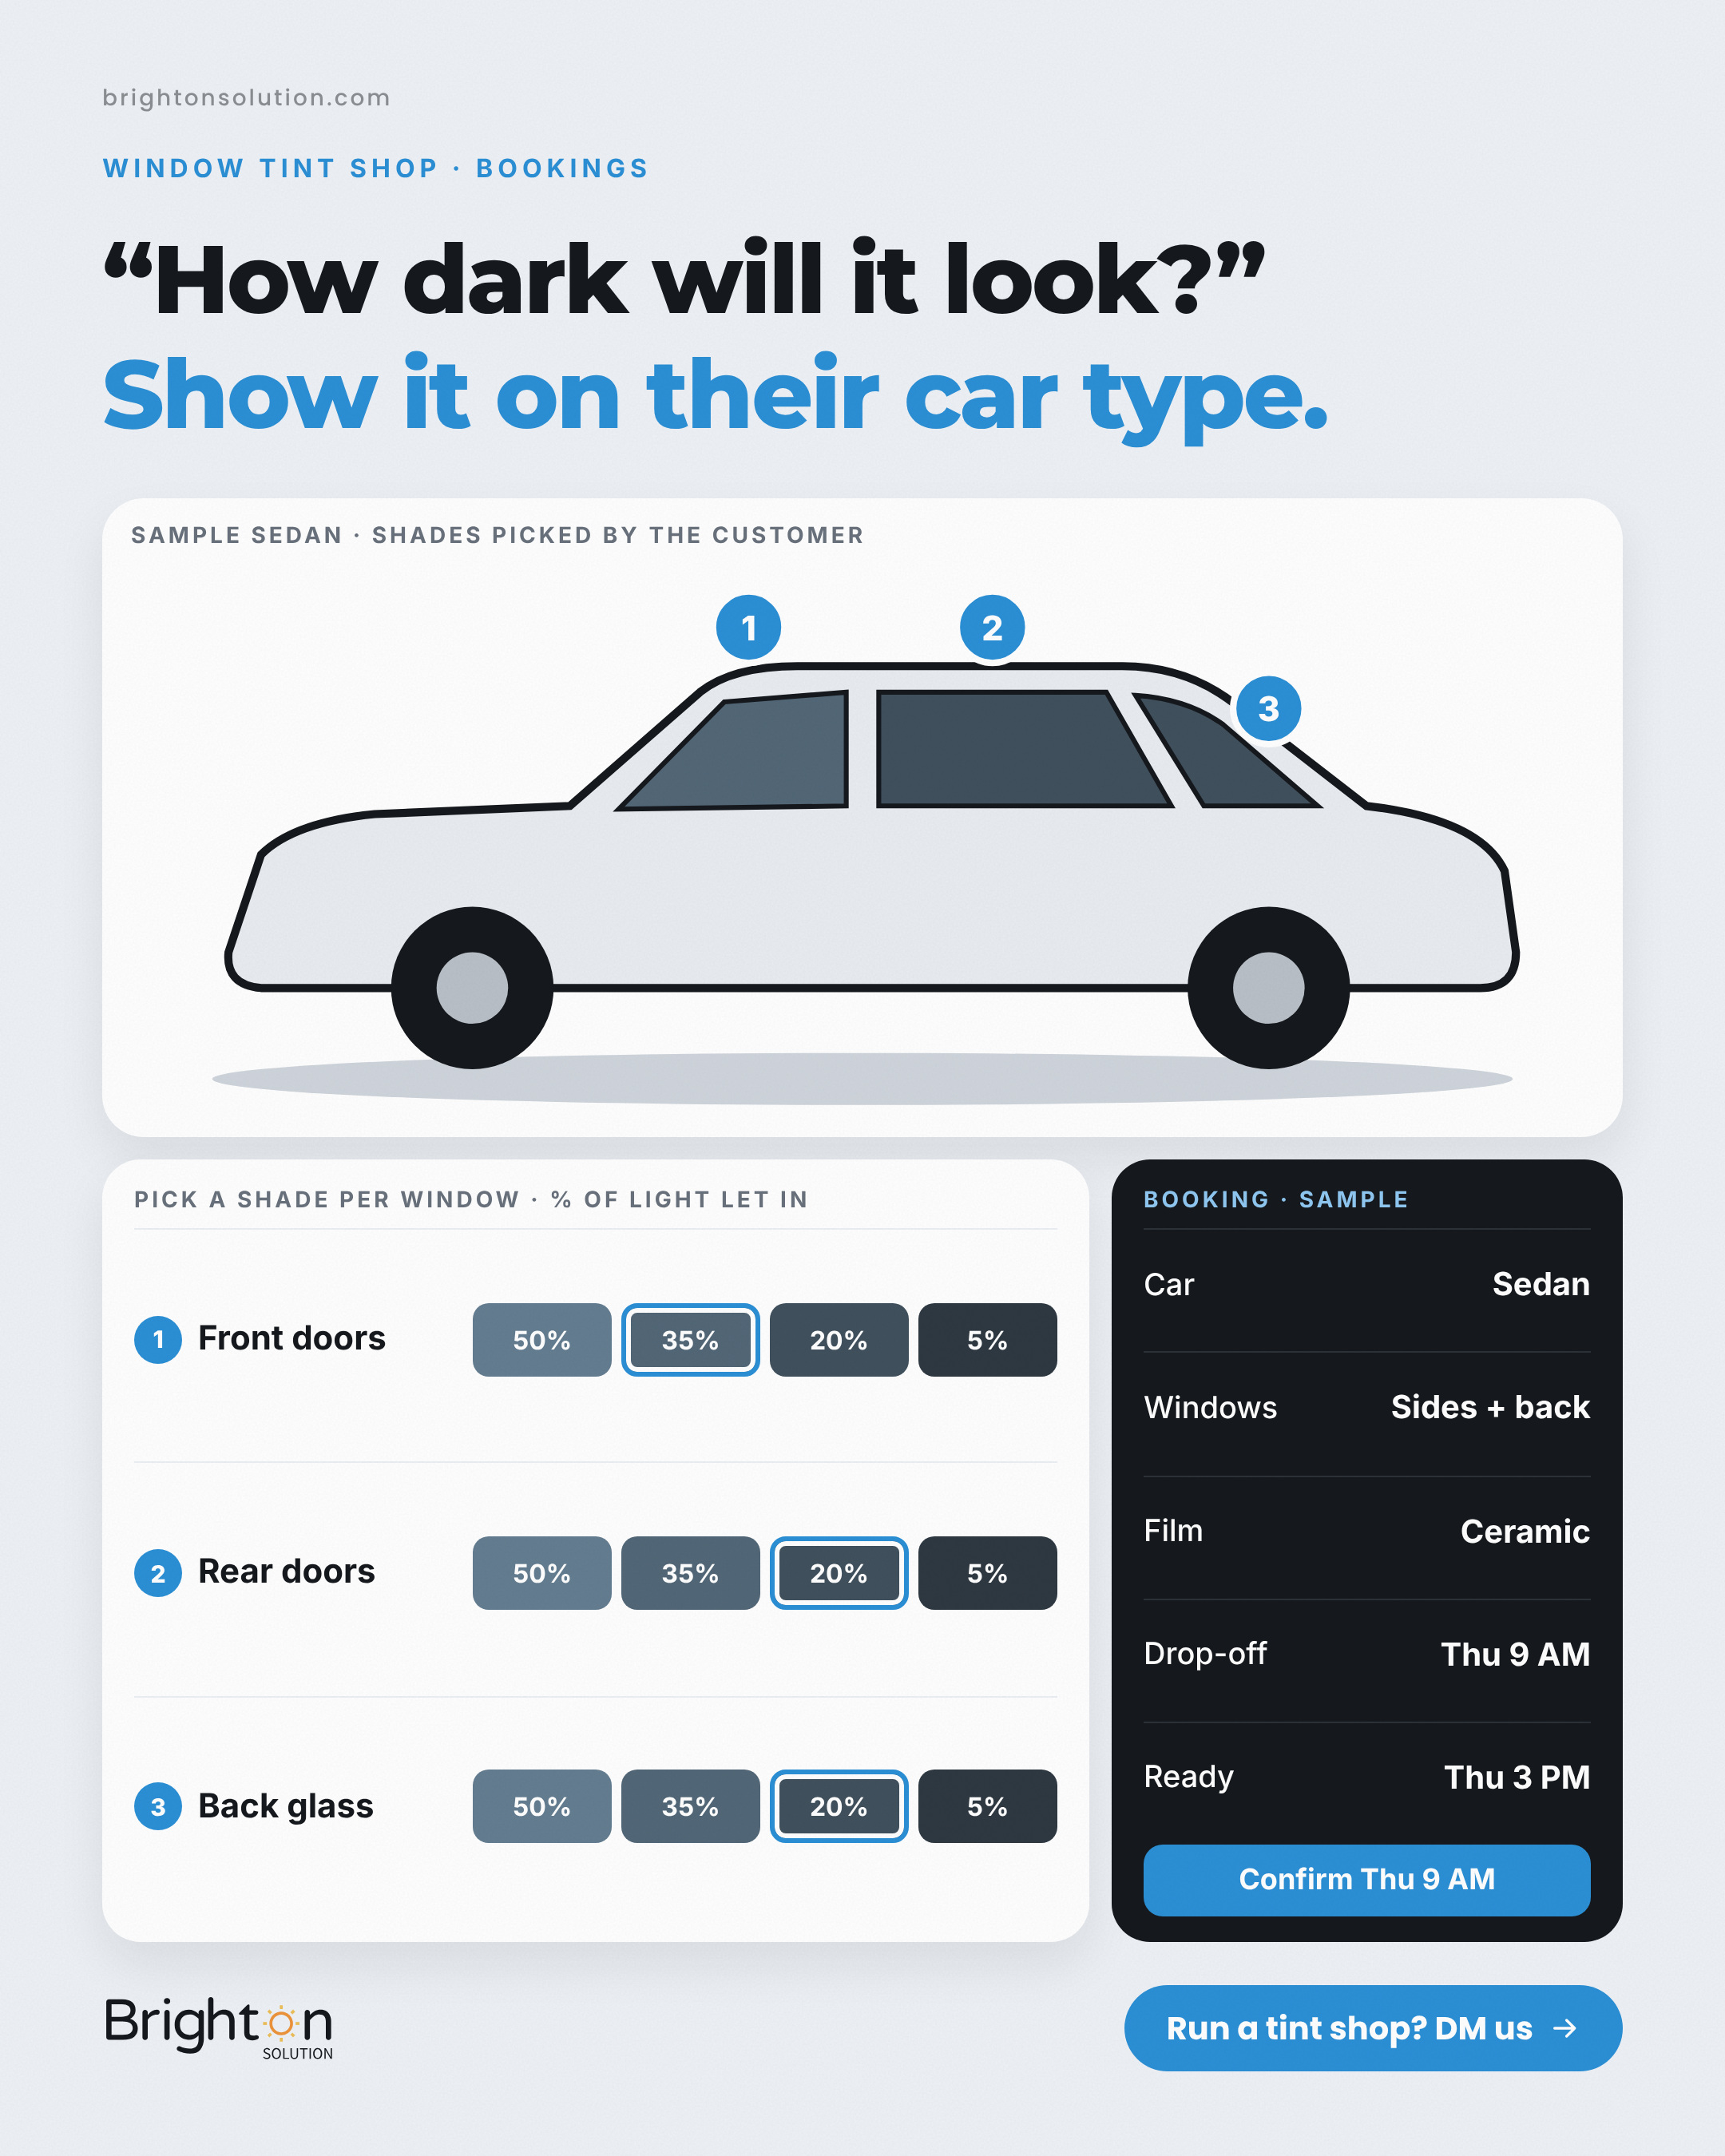 brightonsolution.com
WINDOW TINT SHOP · BOOKINGS
“How dark will it look?”
Show it on their car type.
SAMPLE SEDAN · SHADES PICKED BY THE CUSTOMER
1
2
3
PICK A SHADE PER WINDOW · % OF LIGHT LET IN
1 Front doors 50% 35% 20% 5%
2 Rear doors 50% 35% 20% 5%
3 Back glass 50% 35% 20% 5%
BOOKING · SAMPLE
Car Sedan
Windows Sides + back
Film Ceramic
Drop-off Thu 9 AM
Ready Thu 3 PM
Confirm Thu 9 AM
Brighton
SOLUTION
Run a tint shop? DM us →